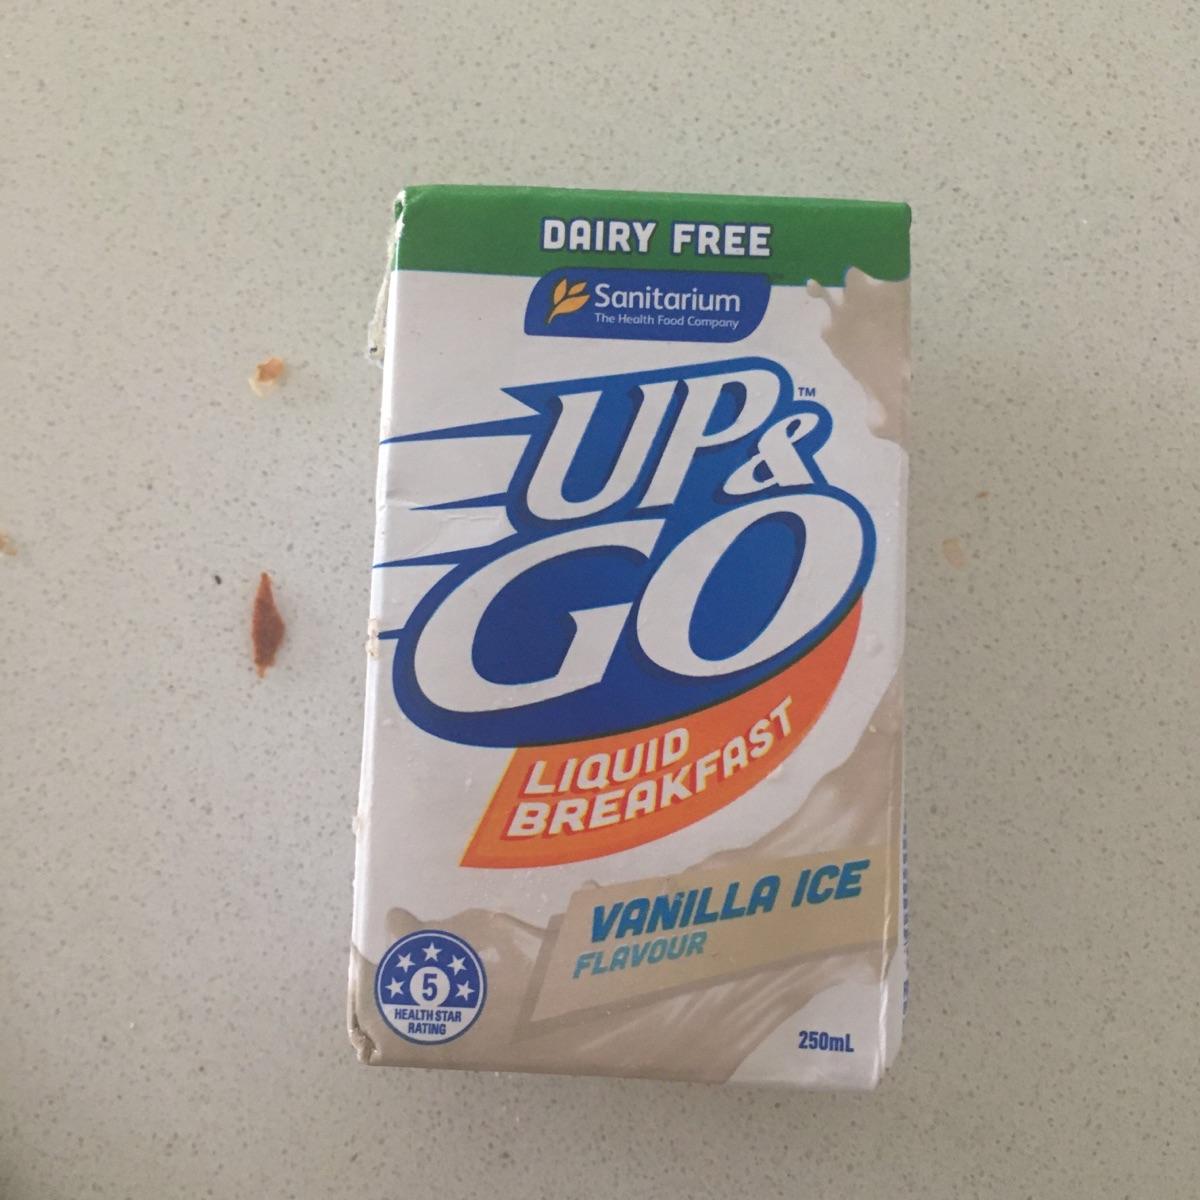 DAIRY FREE
Sanitarium
The Health Food Company
UP&
TM
GO
LIQUID
BREAKFAST
VANILLA ICE
FLAVOUR
5
HEALTH STAR
RATING
250mL